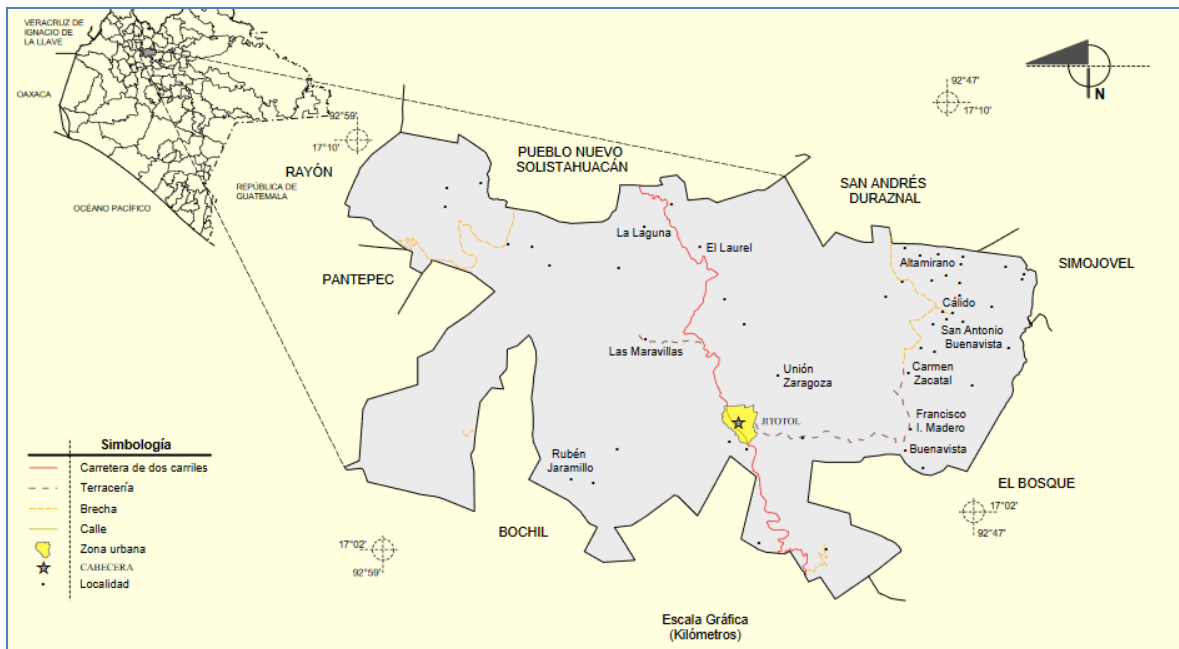 VERACRUZ DE
IGNACIO DE
LA LLAVE
OAXACA
REPÚBLICA DE
GUATEMALA
OCÉANO PACÍFICO
N
92°59'
17°10'
92°47'
17°10'
RAYÓN
PUEBLO NUEVO
SOLISTAHUACÁN
SAN ANDRÉS
DURAZNAL
SIMOJOVEL
PANTEPEC
La Laguna
El Laurel
Altamirano
Cálido
San Antonio
Buenavista
Las Maravillas
Unión
Zaragoza
Carmen
Zacatal
JITOTOL
Francisco
I. Madero
Buenavista
Rubén
Jaramillo
EL BOSQUE
BOCHIL
17°02'
92°59'
17°02'
92°47'
Simbología
Carretera de dos carriles
Terracería
Brecha
Calle
Zona urbana
CABECERA
Localidad
Escala Gráfica
(Kilómetros)